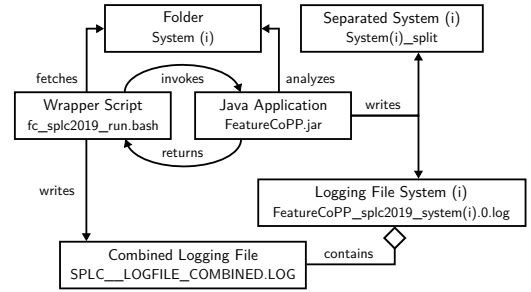 Folder
System (i)
Separated System (i)
System(i)_split
fetches
invokes
analyzes
Wrapper Script
fc_splc2019_run.bash
Java Application
FeatureCoPP.jar
writes
returns
writes
Logging File System (i)
FeatureCoPP_splc2019_system(i).0.log
Combined Logging File
SPLC__LOGFILE_COMBINED.LOG
contains